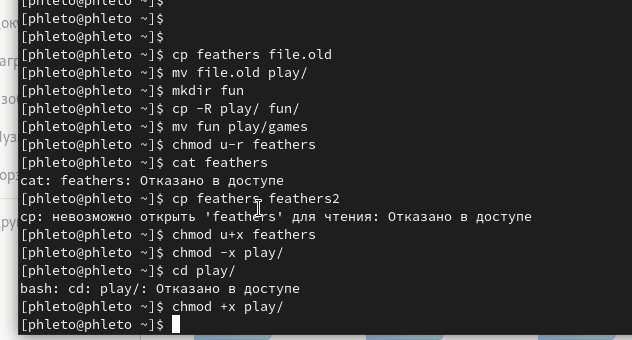 [phleto@phleto ~]$
[phleto@phleto ~]$
[phleto@phleto ~]$
[phleto@phleto ~]$ cp feathers file.old
[phleto@phleto ~]$ mv file.old play/
[phleto@phleto ~]$ mkdir fun
[phleto@phleto ~]$ cp -R play/ fun/
[phleto@phleto ~]$ mv fun play/games
[phleto@phleto ~]$ chmod u-r feathers
[phleto@phleto ~]$ cat feathers
cat: feathers: Отказано в доступе
[phleto@phleto ~]$ cp feathers feathers2
cp: невозможно открыть 'feathers' для чтения: Отказано в доступе
[phleto@phleto ~]$ chmod u+x feathers
[phleto@phleto ~]$ chmod -x play/
[phleto@phleto ~]$ cd play/
bash: cd: play/: Отказано в доступе
[phleto@phleto ~]$ chmod +x play/
[phleto@phleto ~]$